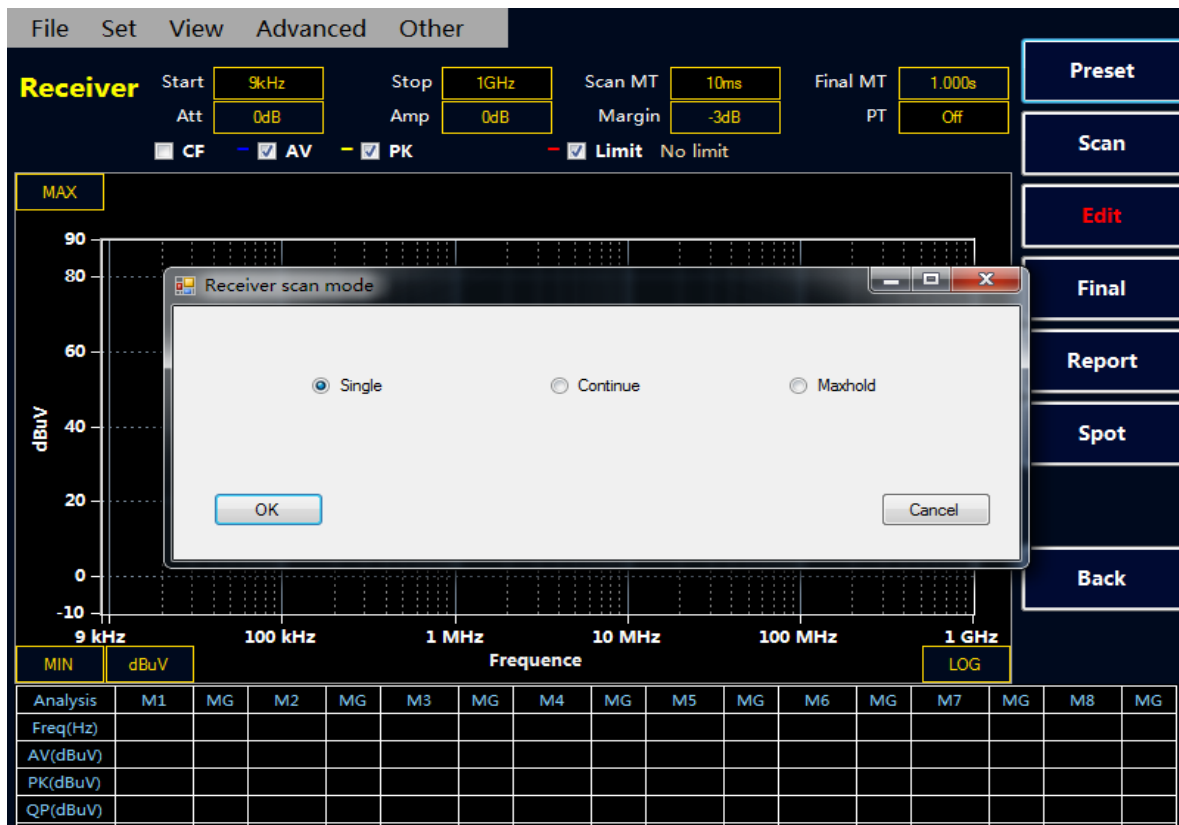 File Set View Advanced Other
Receiver Start 9kHz Stop 1GHz Scan MT 10ms Final MT 1.000s
Att 0dB Amp 0dB Margin -3dB PT Off
CF AV PK Limit No limit
Preset
Scan
Edit
Final
Report
Spot
Back
MAX
90
80
60
40
20
0
-10
dBuV
Receiver scan mode
Single Continue Maxhold
OK Cancel
9 kHz 100 kHz 1 MHz 10 MHz 100 MHz 1 GHz
MIN dBuV Frequence LOG
Analysis M1 MG M2 MG M3 MG M4 MG M5 MG M6 MG M7 MG M8 MG
Freq(Hz)
AV(dBuV)
PK(dBuV)
QP(dBuV)